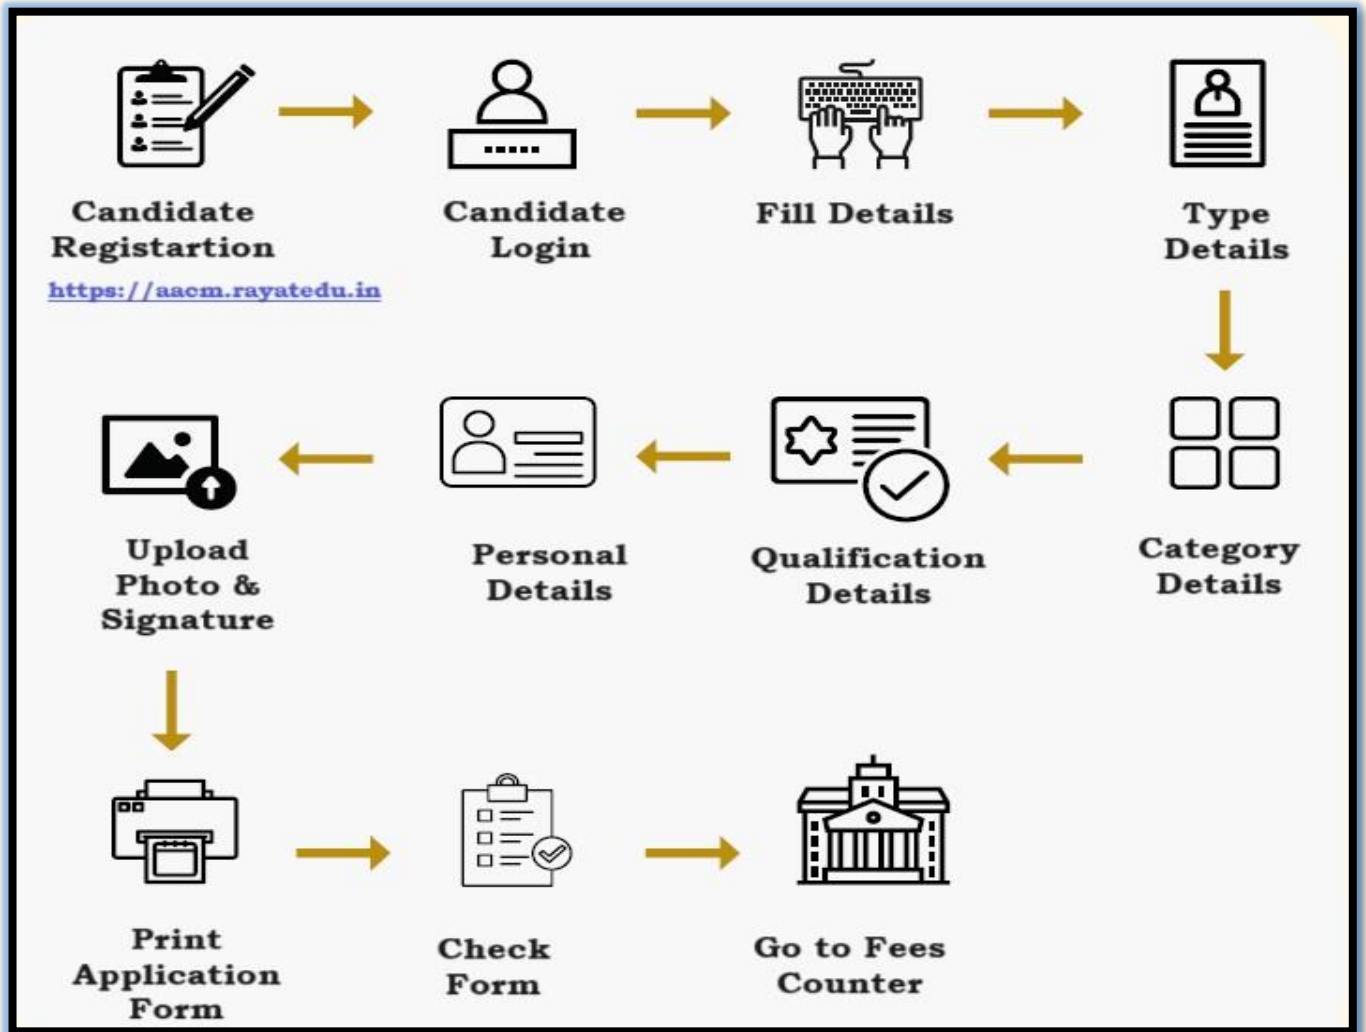 Candidate
Registartion
https://aacm.rayatedu.in
Candidate
Login
Fill Details
Type
Details
Category
Details
Qualification
Details
Personal
Details
Upload
Photo &
Signature
Print
Application
Form
Check
Form
Go to Fees
Counter